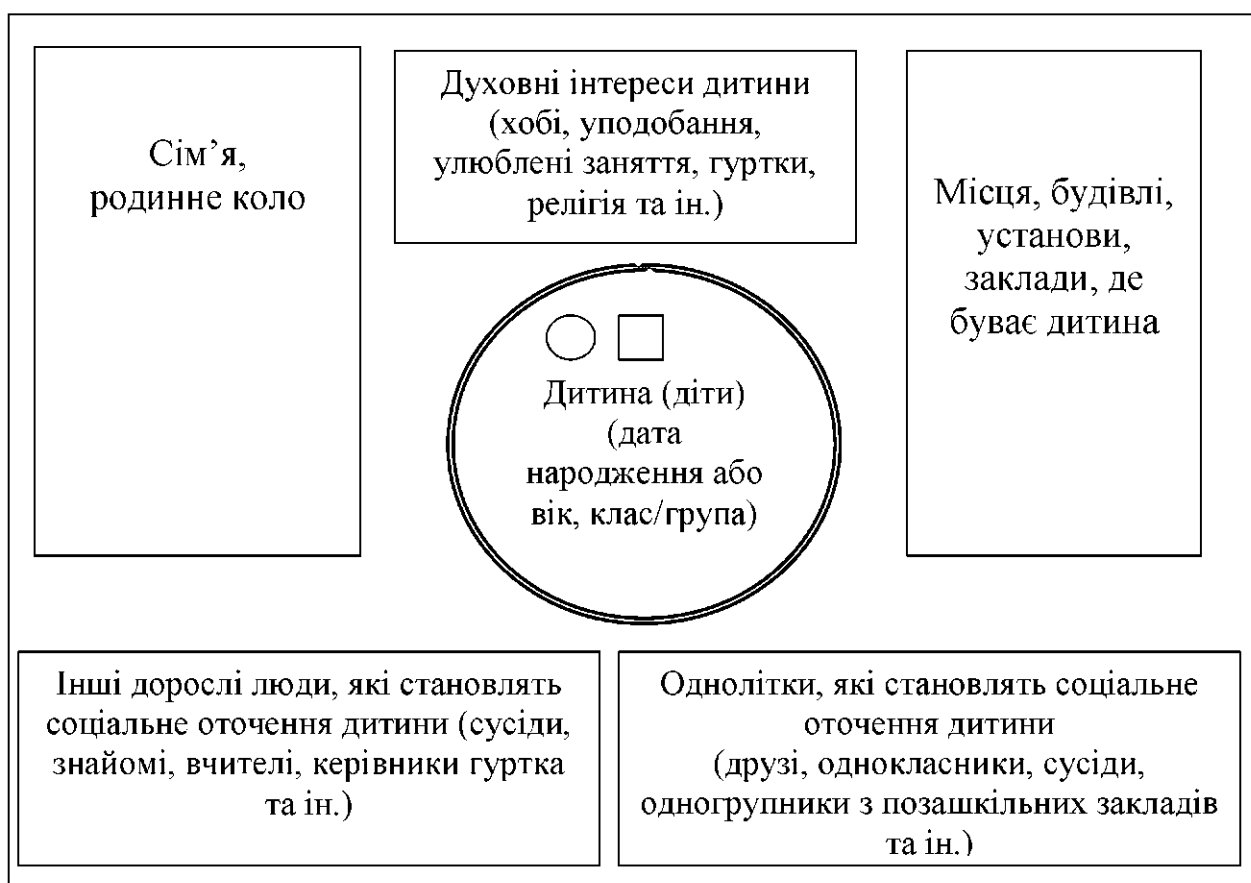 Сім’я,
родинне коло
Духовні інтереси дитини
(хобі, уподобання,
улюблені заняття, гуртки,
релігія та ін.)
Місця, будівлі,
установи,
заклади, де
буває дитина
Дитина (діти)
(дата
народження або
вік, клас/група)
Інші дорослі люди, які становлять
соціальне оточення дитини (сусіди,
знайомі, вчителі, керівники гуртка
та ін.)
Однолітки, які становлять соціальне
оточення дитини
(друзі, однокласники, сусіди,
одногрупники з позашкільних закладів
та ін.)